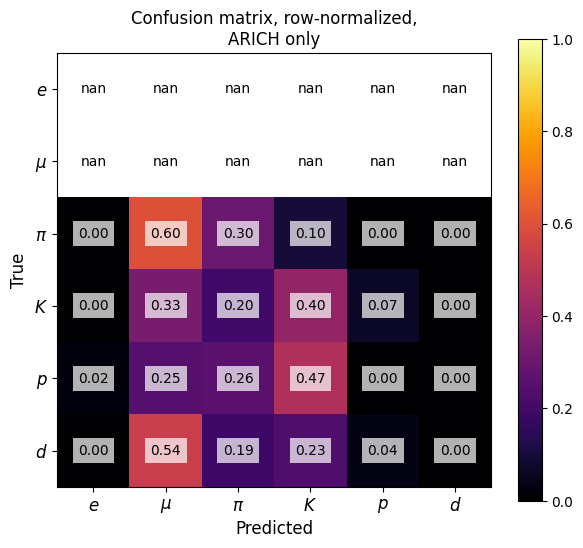 Confusion matrix, row-normalized,
ARICH only
True
e nan nan nan nan nan nan
μ nan nan nan nan nan nan
π 0.00 0.60 0.30 0.10 0.00 0.00
K 0.00 0.33 0.20 0.40 0.07 0.00
p 0.02 0.25 0.26 0.47 0.00 0.00
d 0.00 0.54 0.19 0.23 0.04 0.00
e μ π K p d
Predicted
1.0
0.8
0.6
0.4
0.2
0.0